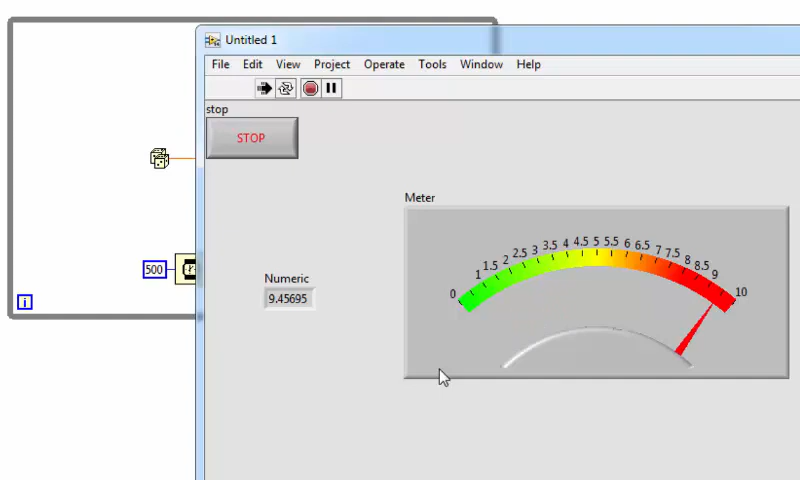 Untitled 1
File Edit View Project Operate Tools Window Help
stop
STOP
Meter
0 1 1.5 2 2.5 3 3.5 4 4.5 5 5.5 6 6.5 7 7.5 8 8.5 9 10
500
Numeric
9.45695
i